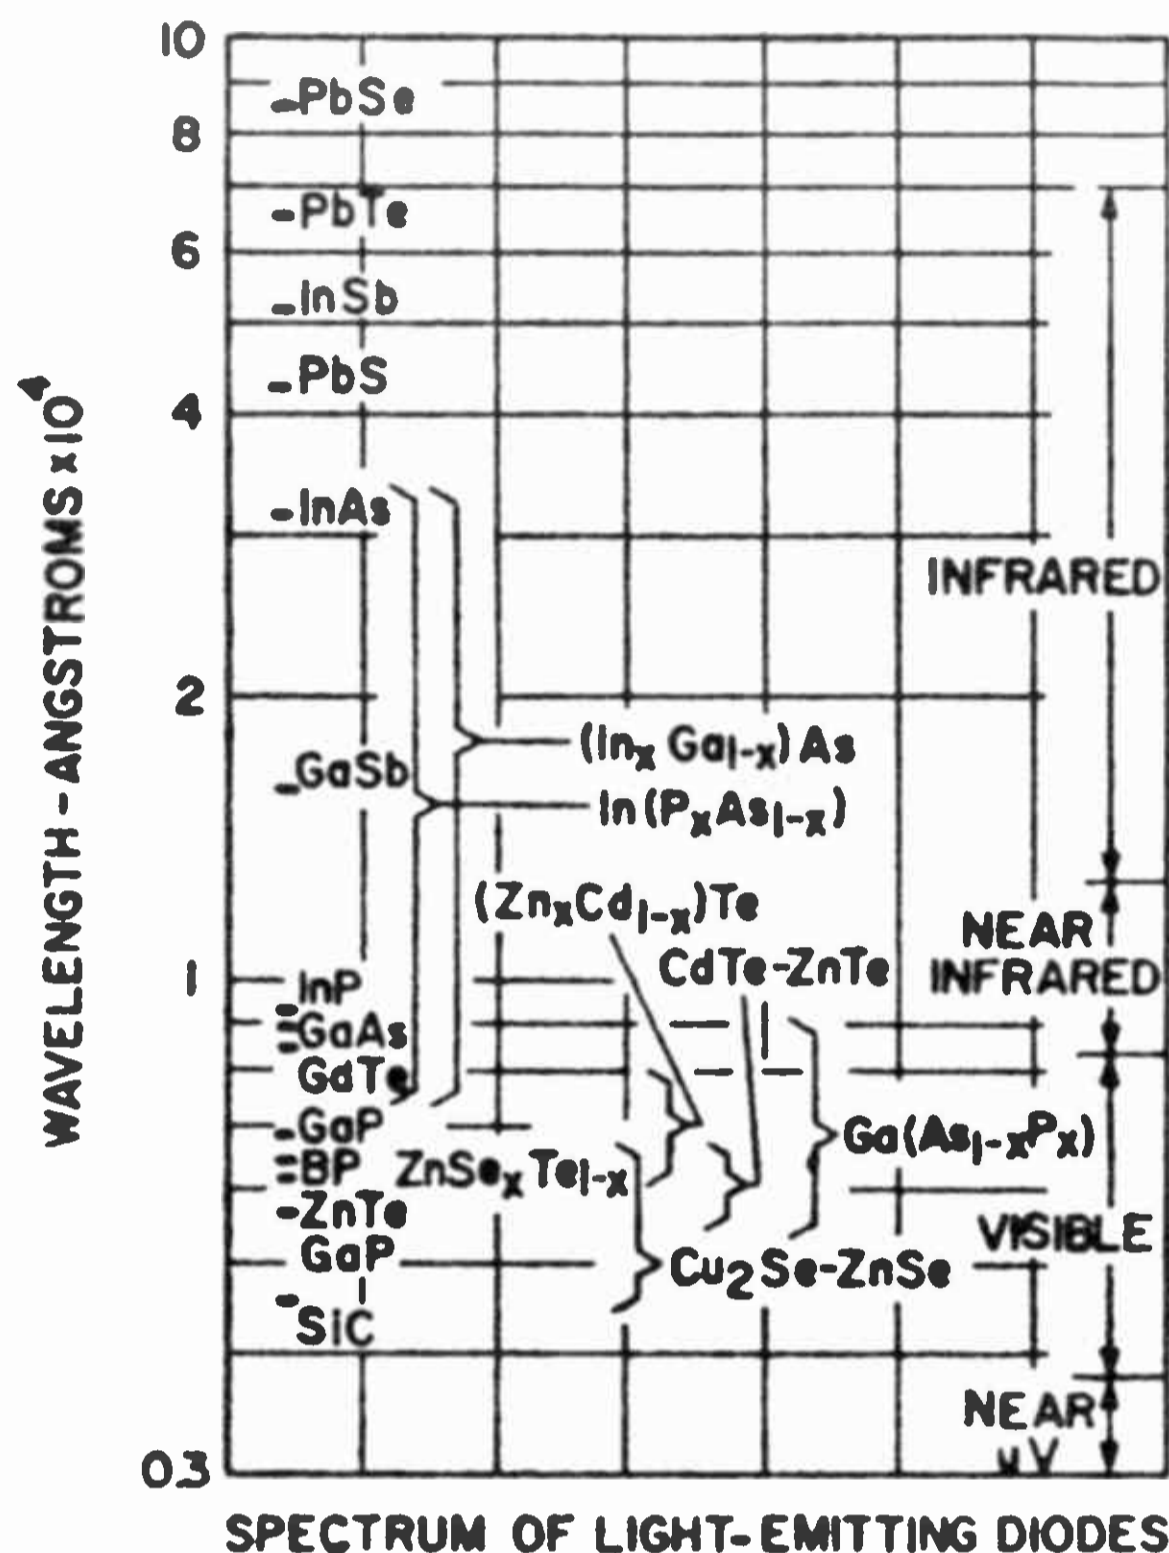 10
-PbSe
8
-PbTe
6
-InSb
-PbS
4
-InAs
INFRARED
2
(InₓGa₁₋ₓ)As
-GaSb
In(PₓAs₁₋ₓ)
(ZnₓCd₁₋ₓ)Te
NEAR
INFRARED
CdTe-ZnTe
1
InP
GaAs
GdTe
-GaP
Ga(As₁₋ₓPₓ)
BP
ZnSeₓTe₁₋ₓ
-ZnTe
VISIBLE
GaP
Cu₂Se-ZnSe
SiC
NEAR
uV
0.3
WAVELENGTH-ANGSTROMS x10⁴
SPECTRUM OF LIGHT-EMITTING DIODES